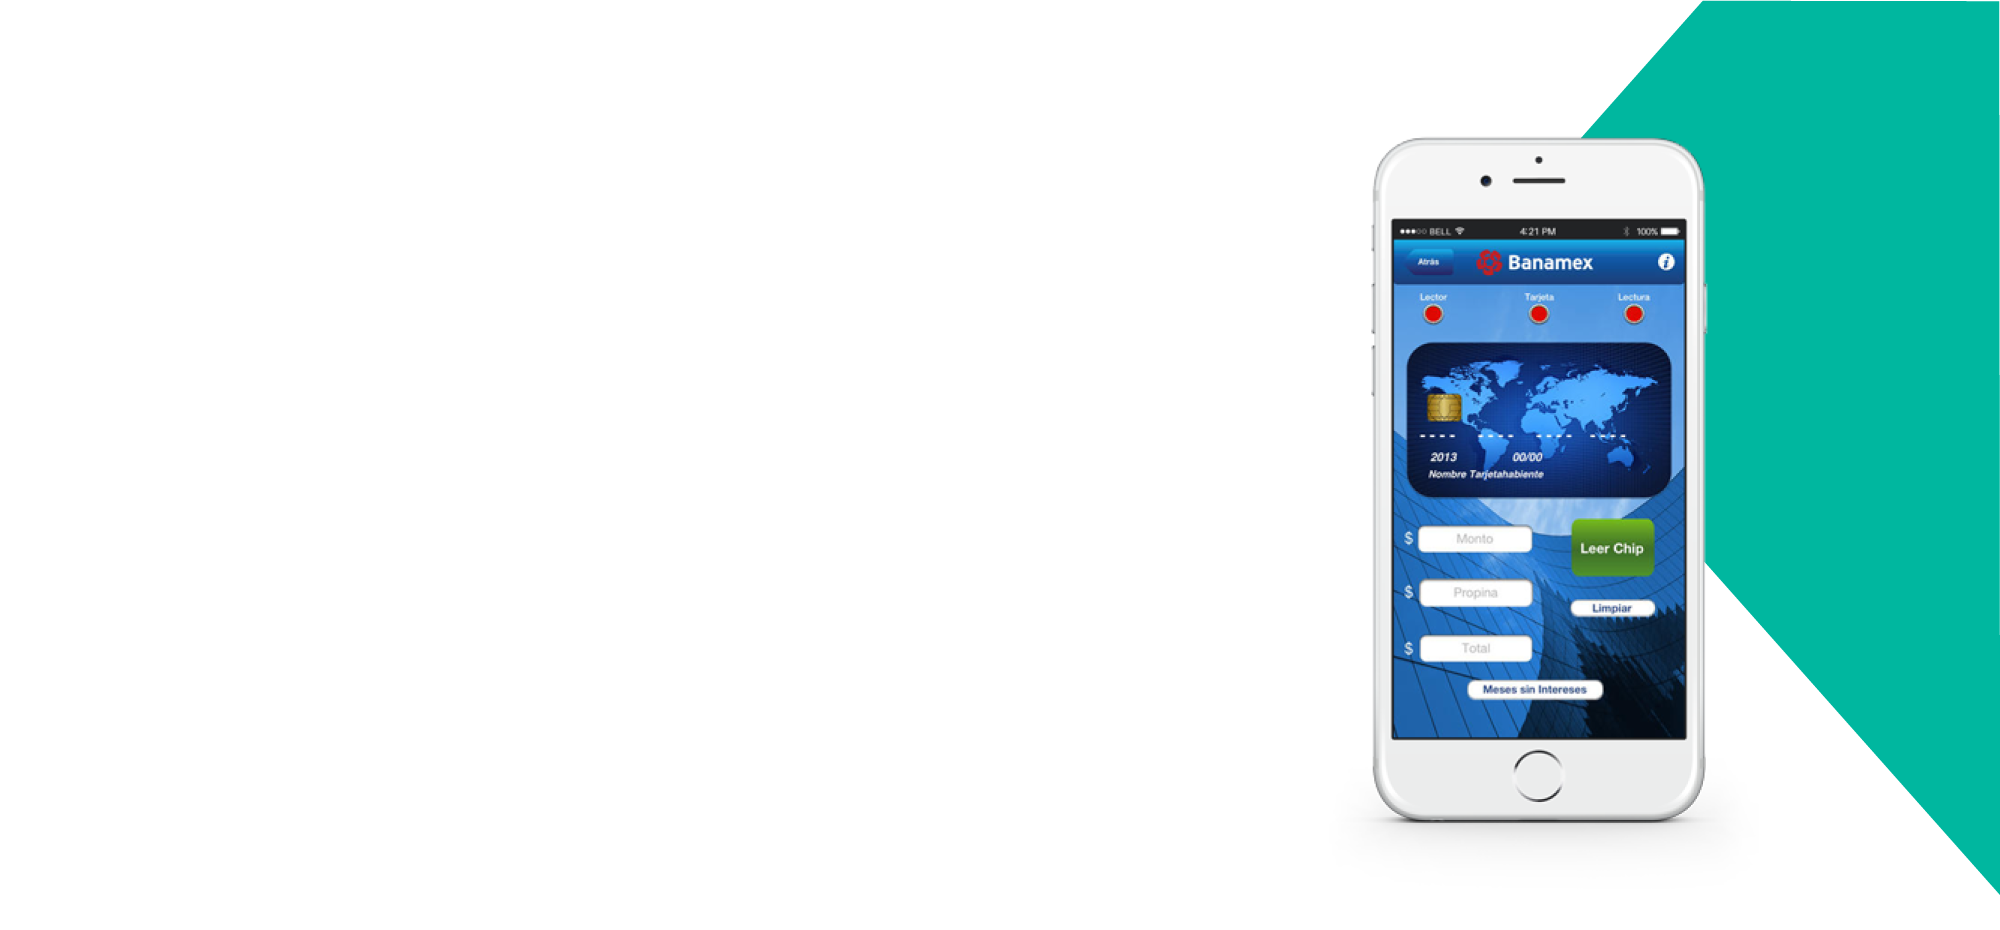 BELL 4:21 PM 100%
Atrás Banamex i
Lector Tarjeta Lectura
2013 00/00
Nombre Tarjetahabiente
$ Monto Leer Chip
$ Propina Limpiar
$ Total
Meses sin Intereses